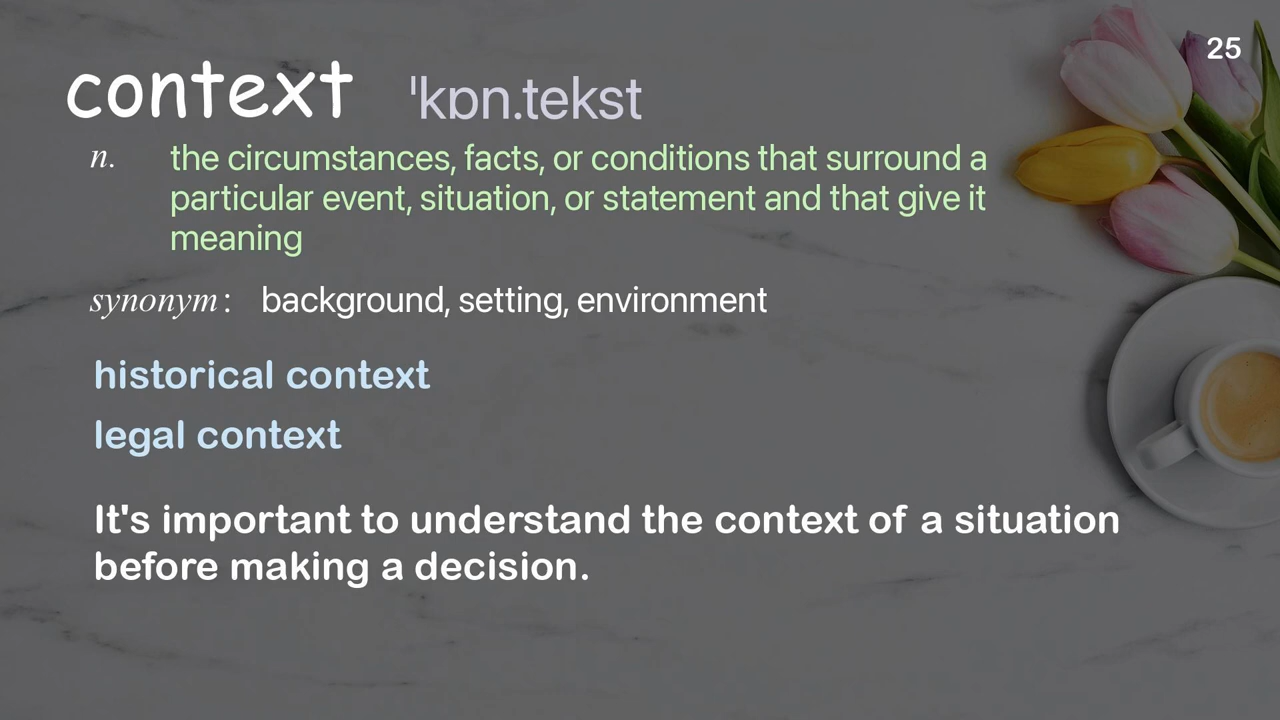 25
context ˈkɒn.tekst
n. the circumstances, facts, or conditions that surround a
particular event, situation, or statement and that give it
meaning
synonym: background, setting, environment
historical context
legal context
It's important to understand the context of a situation
before making a decision.